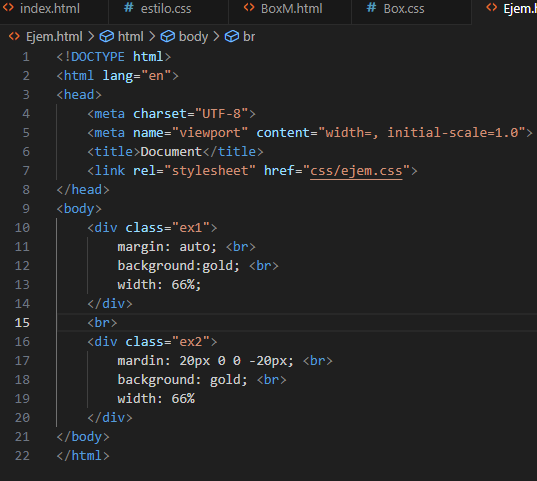 index.html estilo.css BoxM.html Box.css Ejem.h
Ejem.html > html > body > br
1 <!DOCTYPE html>
2 <html lang="en">
3 <head>
4 <meta charset="UTF-8">
5 <meta name="viewport" content="width=, initial-scale=1.0">
6 <title>Document</title>
7 <link rel="stylesheet" href="css/ejem.css">
8 </head>
9 <body>
10 <div class="ex1">
11 margin: auto; <br>
12 background:gold; <br>
13 width: 66%;
14 </div>
15 <br>
16 <div class="ex2">
17 mardin: 20px 0 0 -20px; <br>
18 background: gold; <br>
19 width: 66%
20 </div>
21 </body>
22 </html>